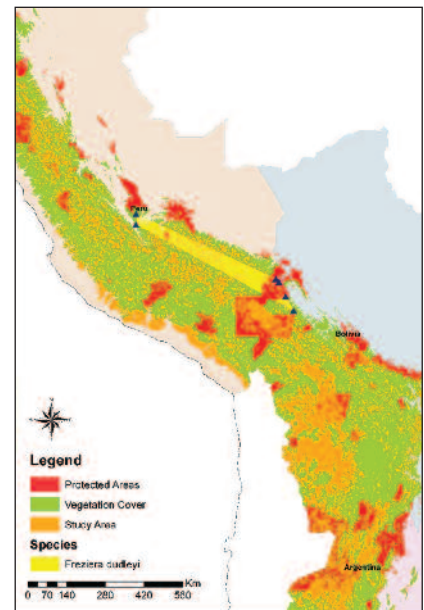 Perú
Bolivia
Argentina
Legend
Protected Areas
Vegetation Cover
Study Area
Species
Freziera dudleyi
0 70 140 280 420 560 Km